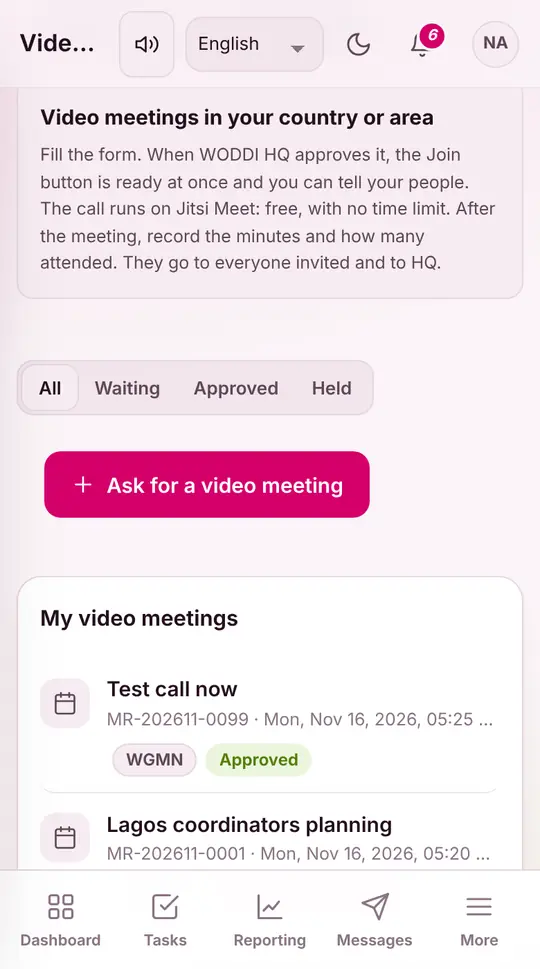 Vide...
English
6
NA
Video meetings in your country or area
Fill the form. When WODDI HQ approves it, the Join
button is ready at once and you can tell your people.
The call runs on Jitsi Meet: free, with no time limit. After
the meeting, record the minutes and how many
attended. They go to everyone invited and to HQ.
All
Waiting
Approved
Held
+ Ask for a video meeting
My video meetings
Test call now
MR-202611-0099 · Mon, Nov 16, 2026, 05:25 ...
WGMN
Approved
Lagos coordinators planning
MR-202611-0001 · Mon, Nov 16, 2026, 05:20 ...
Dashboard
Tasks
Reporting
Messages
More